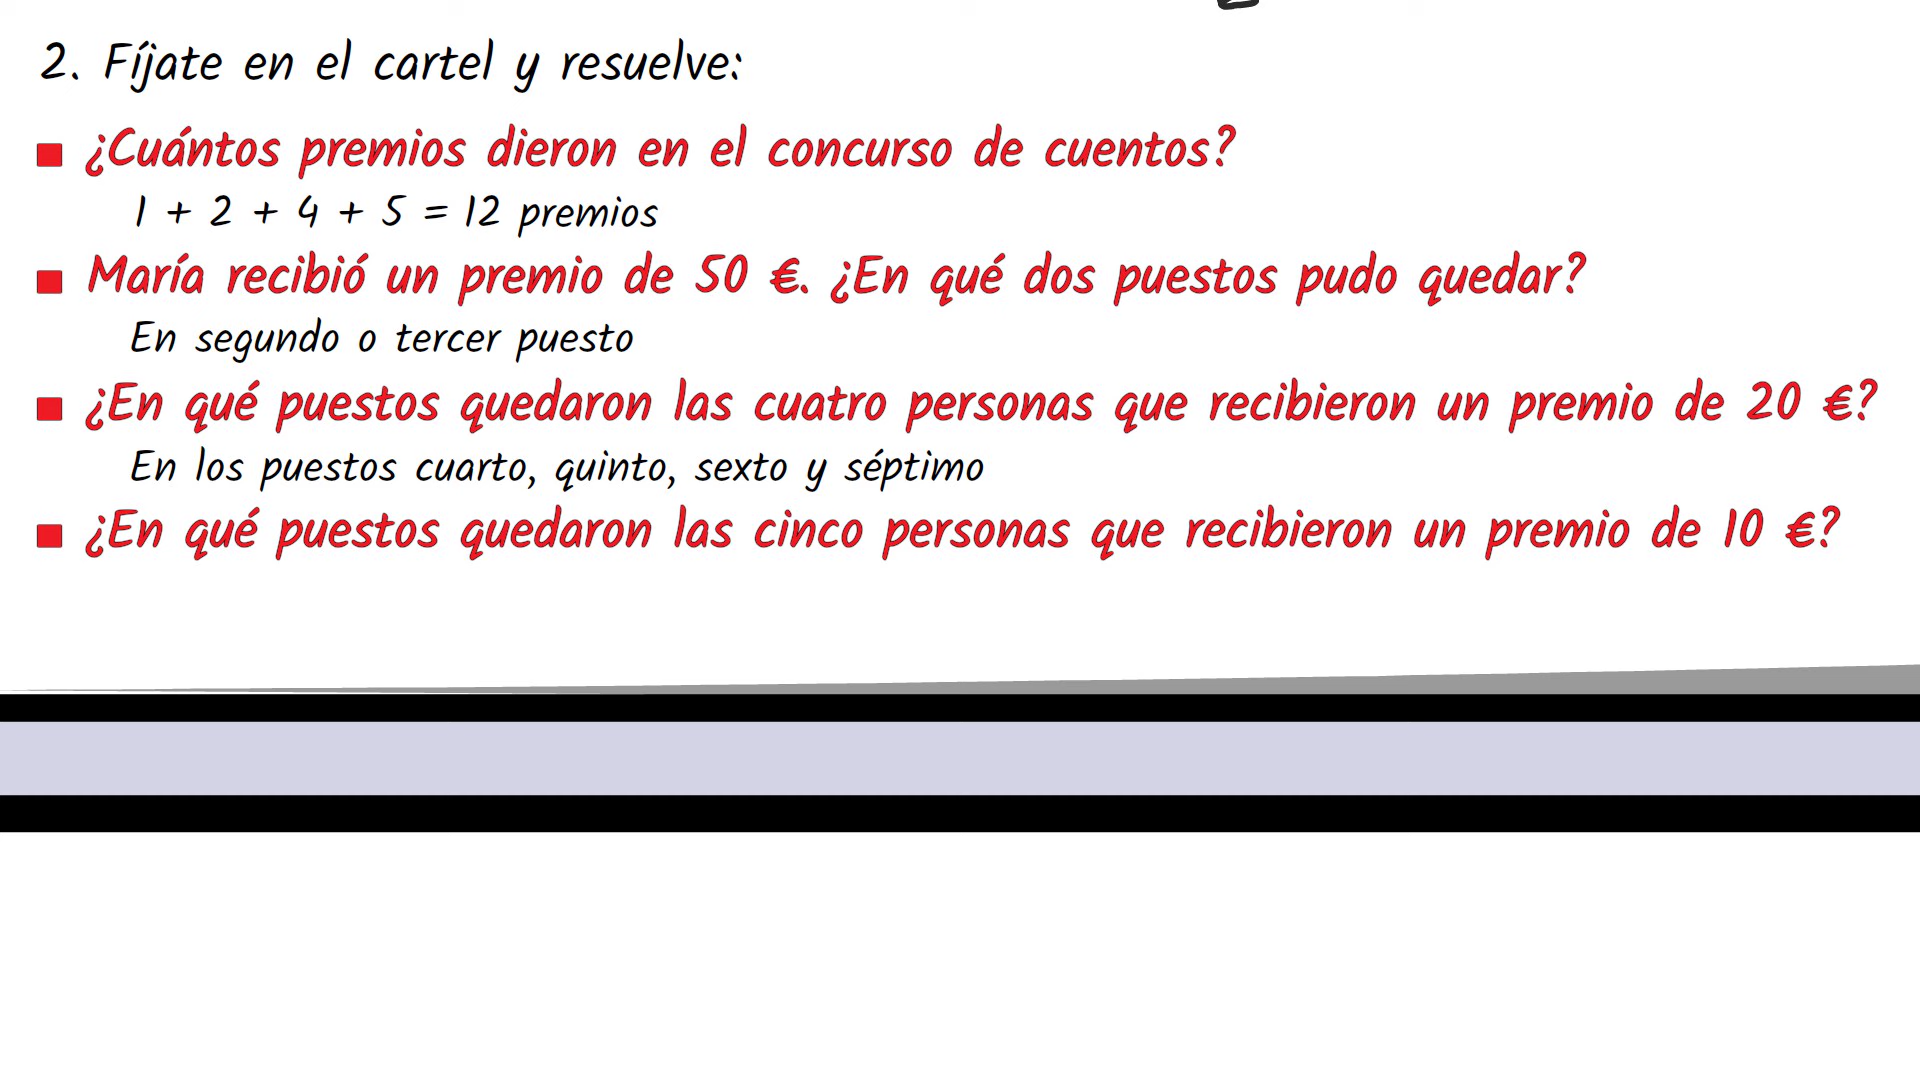 2. Fíjate en el cartel y resuelve:
¿Cuántos premios dieron en el concurso de cuentos?
1 + 2 + 4 + 5 = 12 premios
María recibió un premio de 50 €. ¿En qué dos puestos pudo quedar?
En segundo o tercer puesto
¿En qué puestos quedaron las cuatro personas que recibieron un premio de 20 €?
En los puestos cuarto, quinto, sexto y séptimo
¿En qué puestos quedaron las cinco personas que recibieron un premio de 10 €?